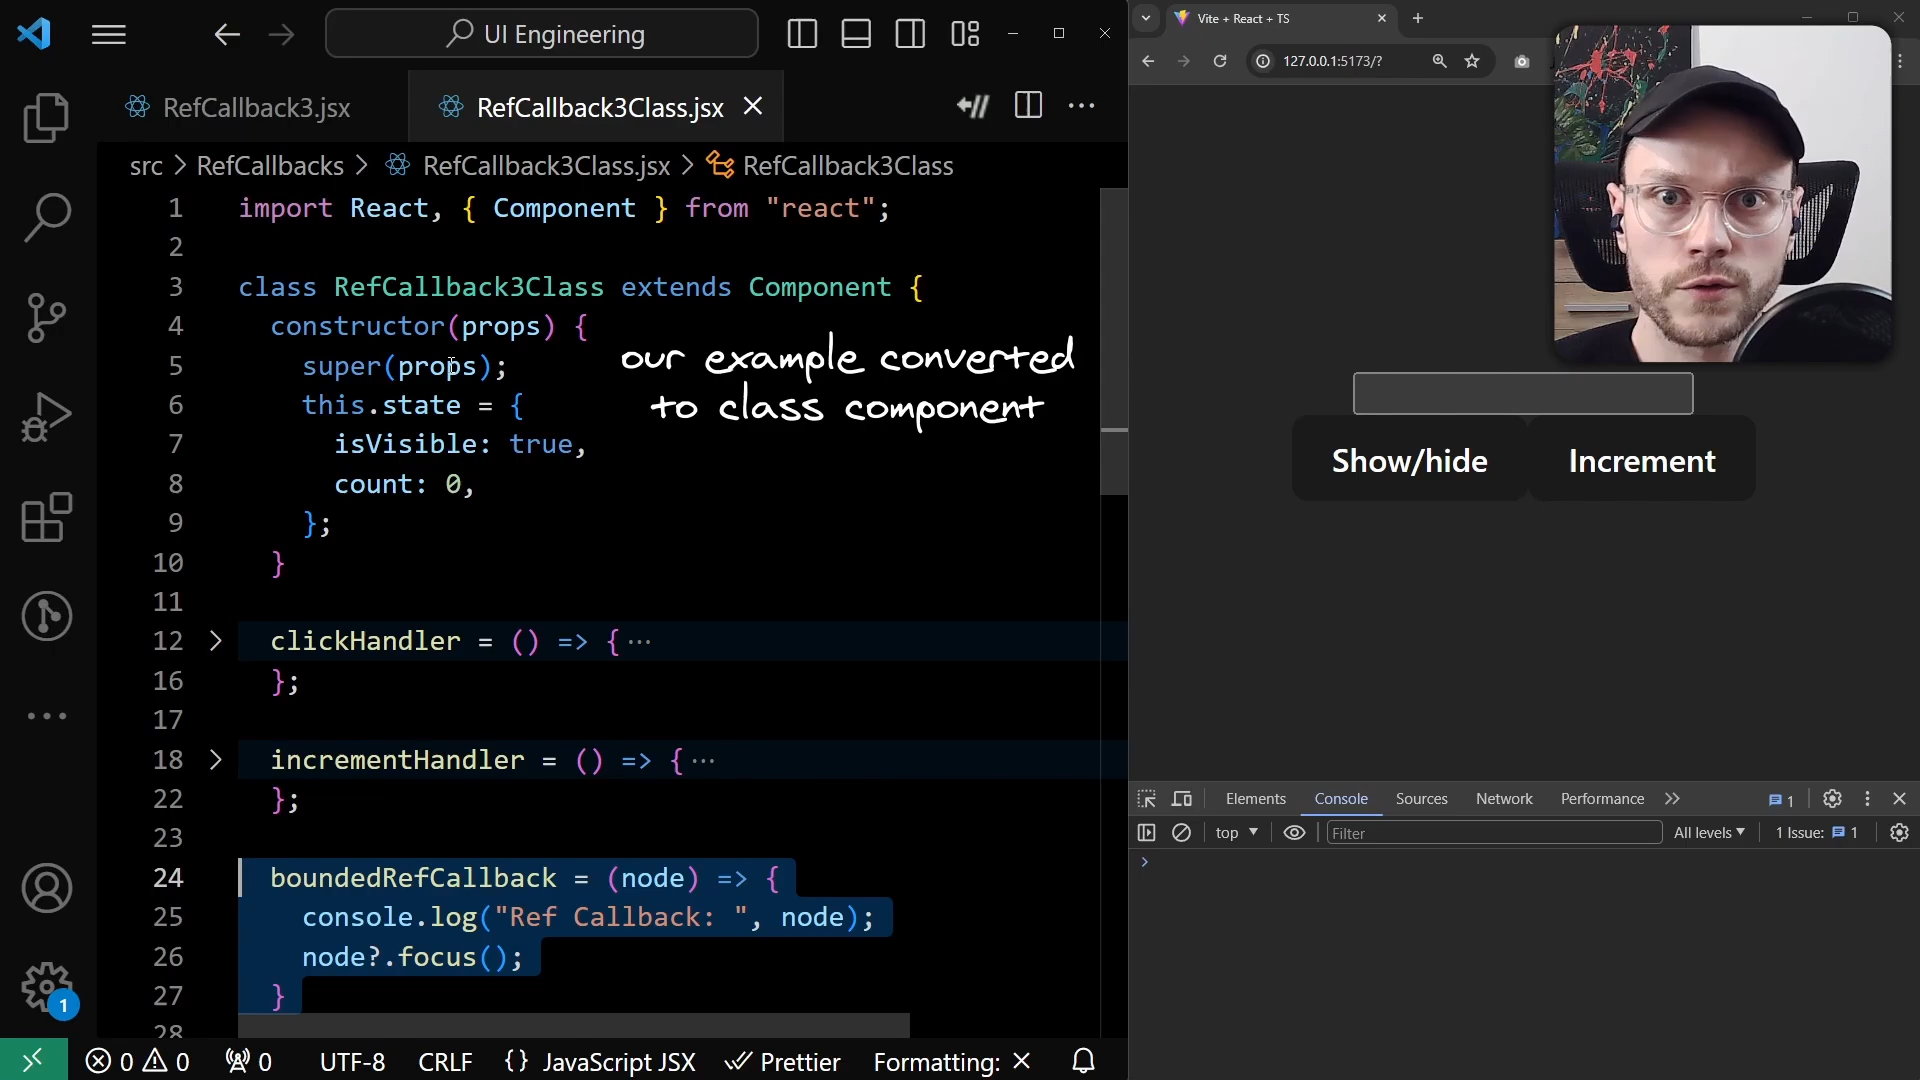 UI Engineering
RefCallback3.jsx
RefCallback3Class.jsx
src > RefCallbacks > RefCallback3Class.jsx > RefCallback3Class
1 import React, { Component } from "react";
2
3 class RefCallback3Class extends Component {
4 constructor(props) {
5 super(props);
6 this.state = {
7 isVisible: true,
8 count: 0,
9 };
10 }
11
12 clickHandler = () => { ···
16 };
17
18 incrementHandler = () => { ···
22 };
23
24 boundedRefCallback = (node) => {
25 console.log("Ref Callback: ", node);
26 node?.focus();
27 }
28
our example converted
to class component
1
0 0 0 UTF-8 CRLF {} JavaScript JSX Prettier Formatting: ×
Vite + React + TS
127.0.0.1:5173/?
Show/hide Increment
Elements Console Sources Network Performance 1
top Filter All levels 1 Issue: 1